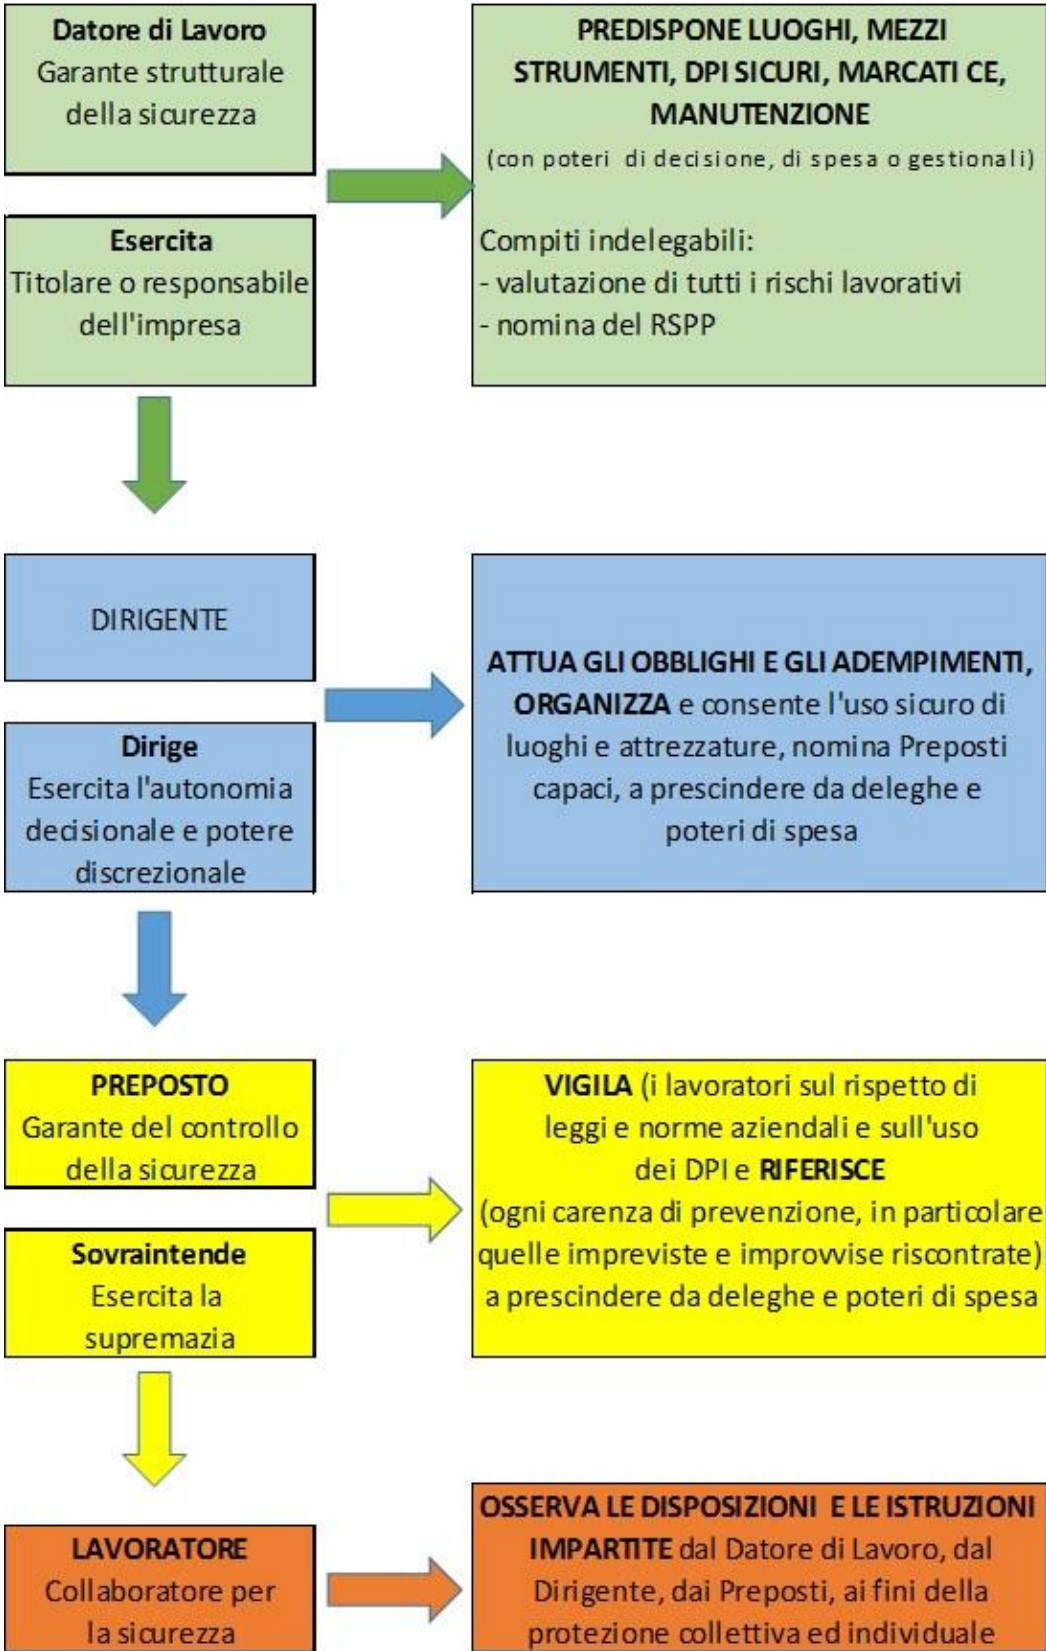 Datore di Lavoro
Garante strutturale
della sicurezza
PREDISPONE LUOGHI, MEZZI
STRUMENTI, DPI SICURI, MARCATI CE,
MANUTENZIONE
(con poteri di decisione, di spesa o gestionali)
Compiti indelegabili:
- valutazione di tutti i rischi lavorativi
- nomina del RSPP
Esercita
Titolare o responsabile
dell'impresa
DIRIGENTE
Dirige
Esercita l'autonomia
decisionale e potere
discrezionale
ATTUA GLI OBBLIGHI E GLI ADEMPIMENTI,
ORGANIZZA e consente l'uso sicuro di
luoghi e attrezzature, nomina Preposti
capaci, a prescindere da deleghe e
poteri di spesa
PREPOSTO
Garante del controllo
della sicurezza
Sovraintende
Esercita la
supremazia
VIGILA (i lavoratori sul rispetto di
leggi e norme aziendali e sull'uso
dei DPI e RIFERISCE
(ogni carenza di prevenzione, in particolare
quelle impreviste e improvvise riscontrate)
a prescindere da deleghe e poteri di spesa
LAVORATORE
Collaboratore per
la sicurezza
OSSERVA LE DISPOSIZIONI E LE ISTRUZIONI
IMPARTITE dal Datore di Lavoro, dal
Dirigente, dai Preposti, ai fini della
protezione collettiva ed individuale